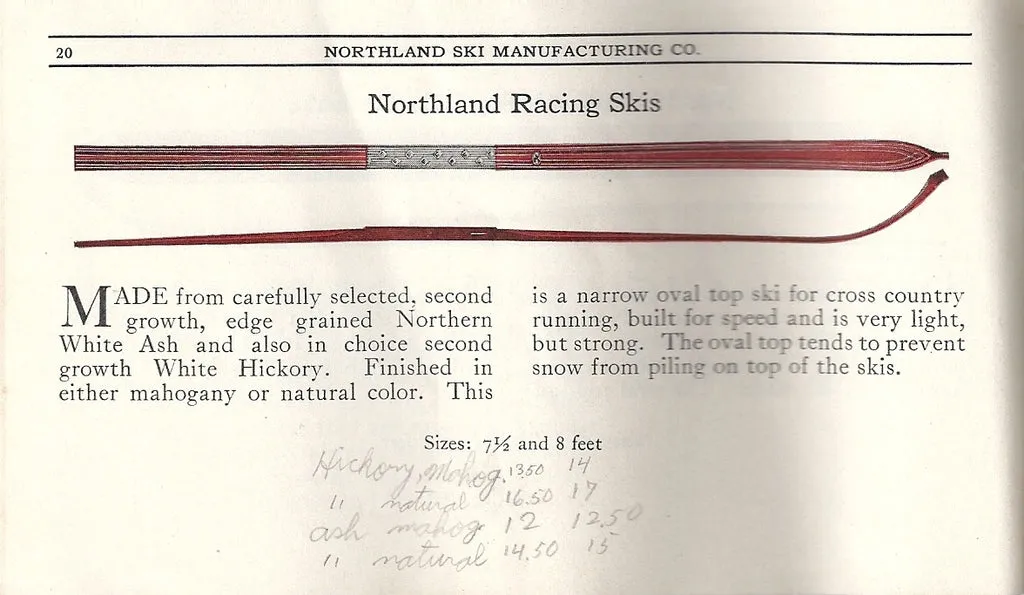 20
NORTHLAND SKI MANUFACTURING CO.
Northland Racing Skis
MADE from carefully selected, second
growth, edge grained Northern
White Ash and also in choice second
growth White Hickory. Finished in
either mahogany or natural color. This
is a narrow oval top ski for cross country
running, built for speed and is very light,
but strong. The oval top tends to prevent
snow from piling on top of the skis.
Sizes: 7½ and 8 feet
Hickory, Mahog. 13.50 14
" natural 16.50 17
ash mahog 12 12.50
" natural 14.50 15